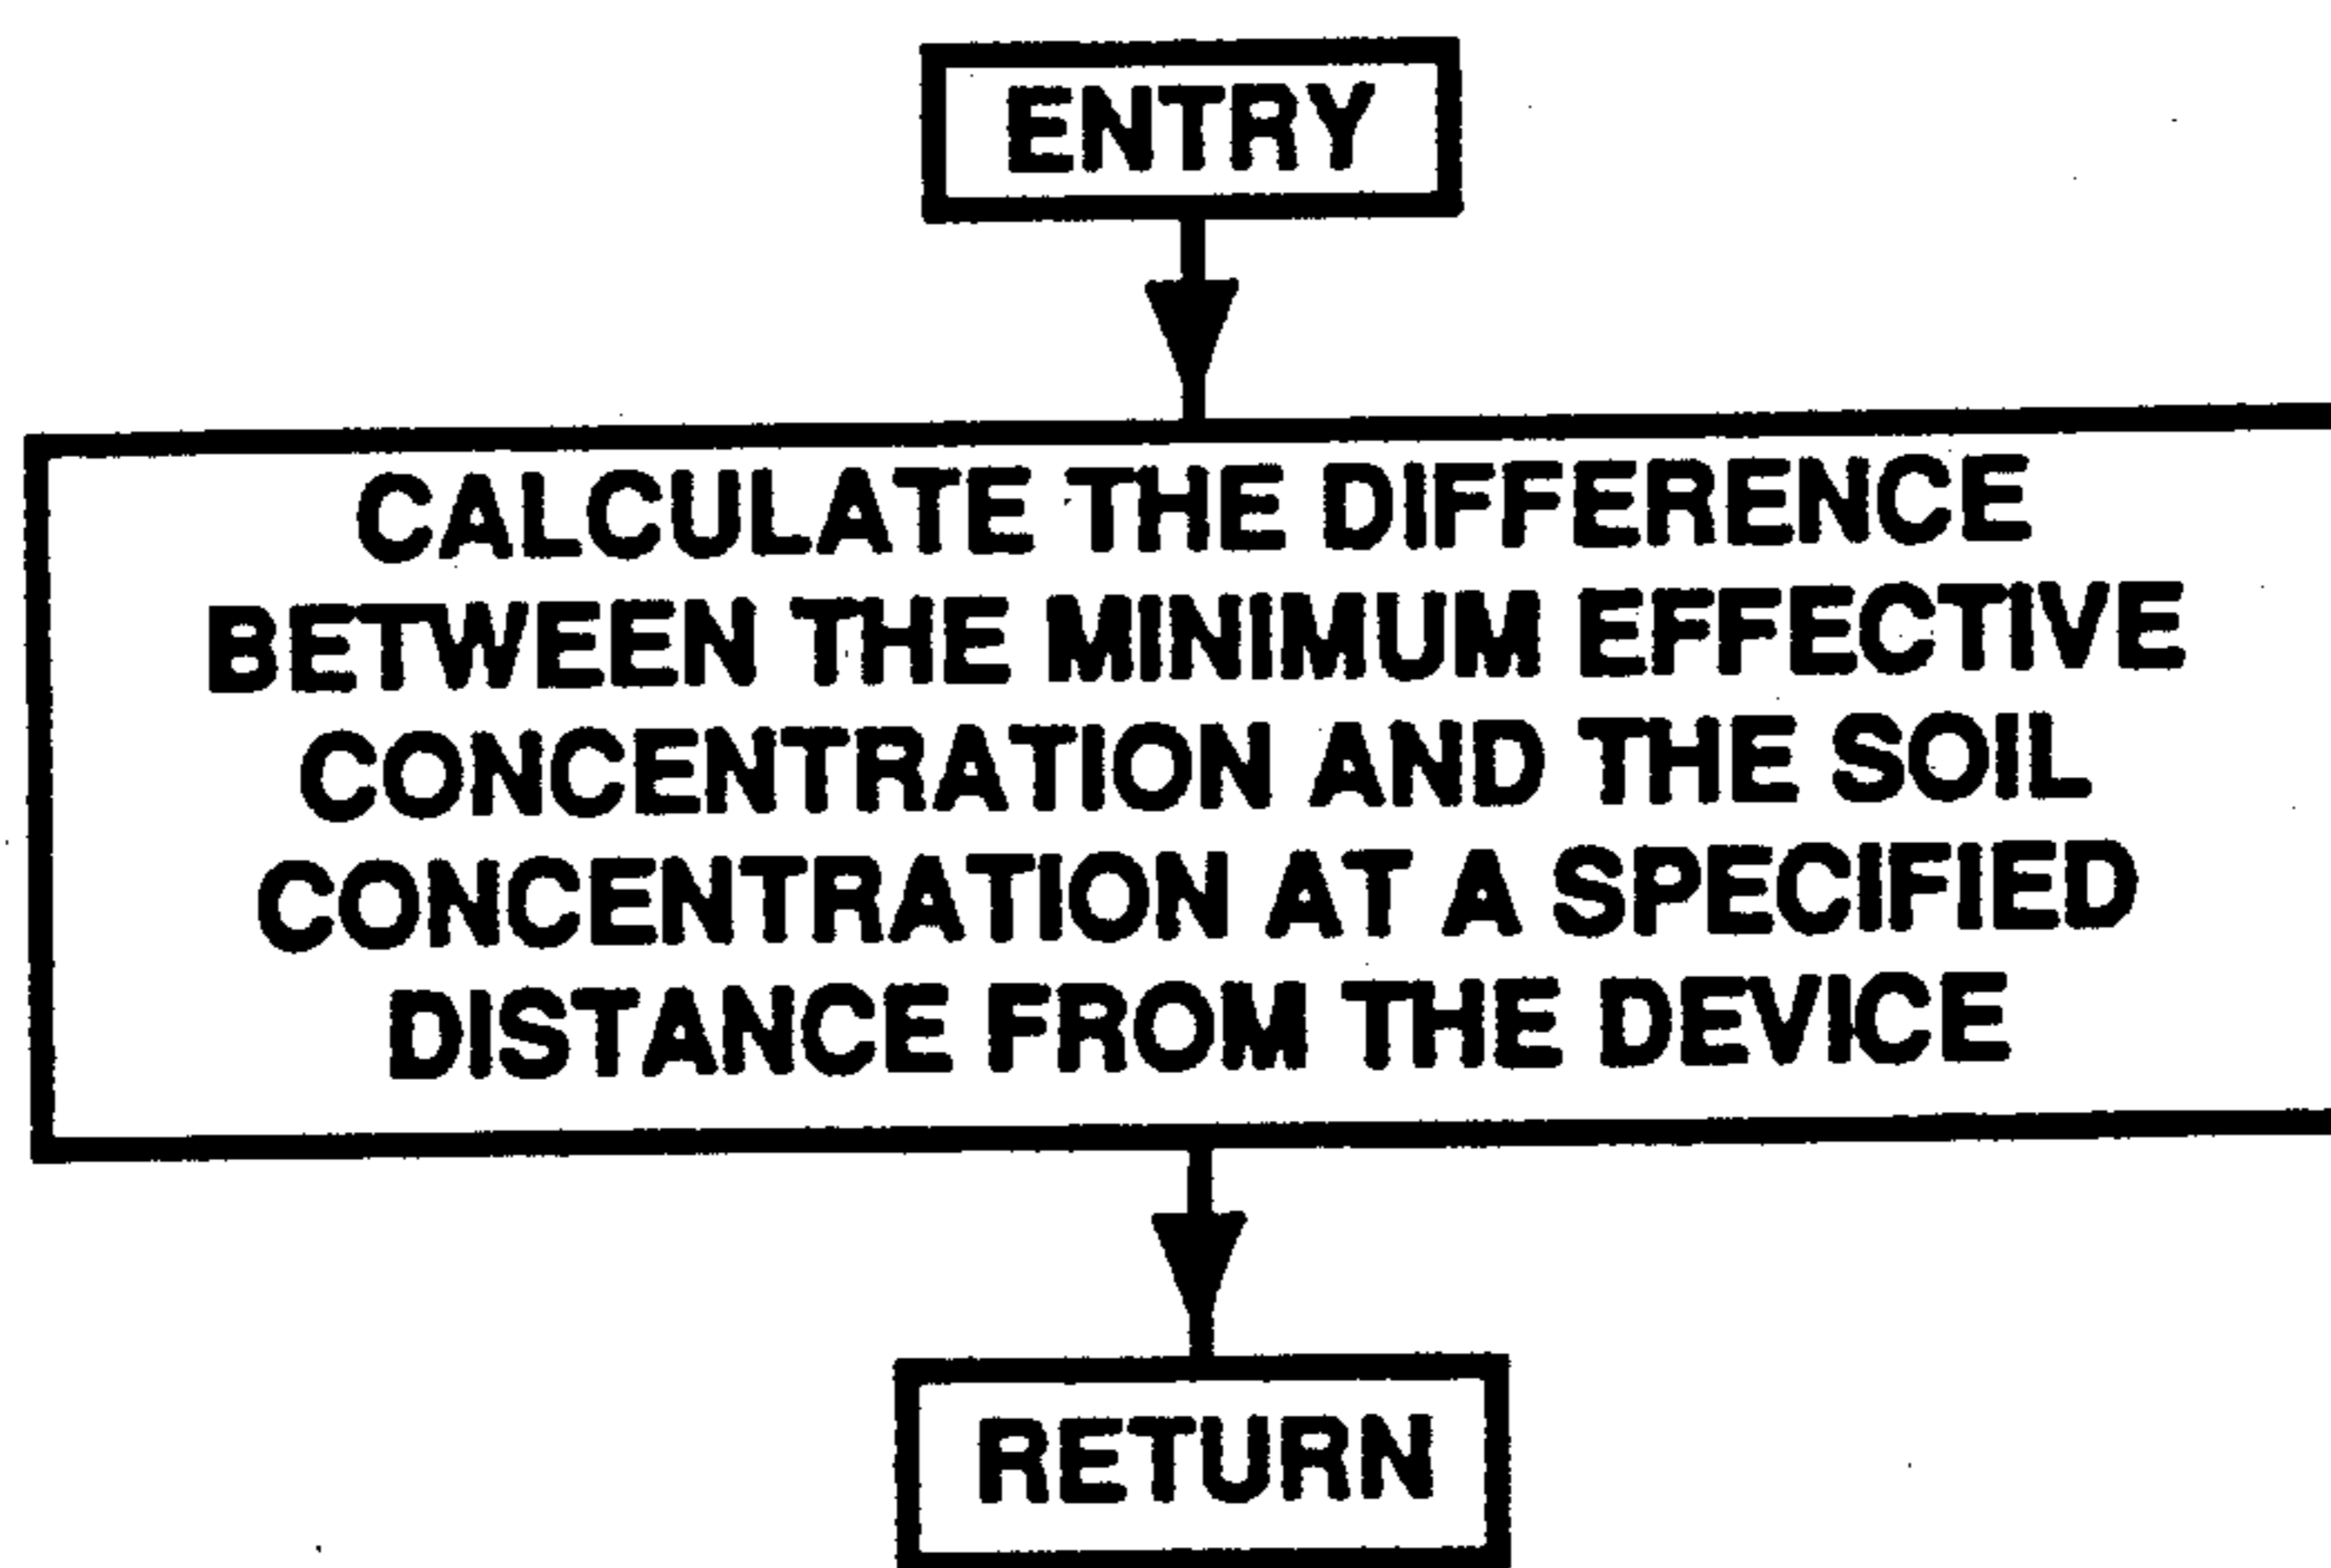 ENTRY
CALCULATE THE DIFFERENCE
BETWEEN THE MINIMUM EFFECTIVE
CONCENTRATION AND THE SOIL
CONCENTRATION AT A SPECIFIED
DISTANCE FROM THE DEVICE
RETURN